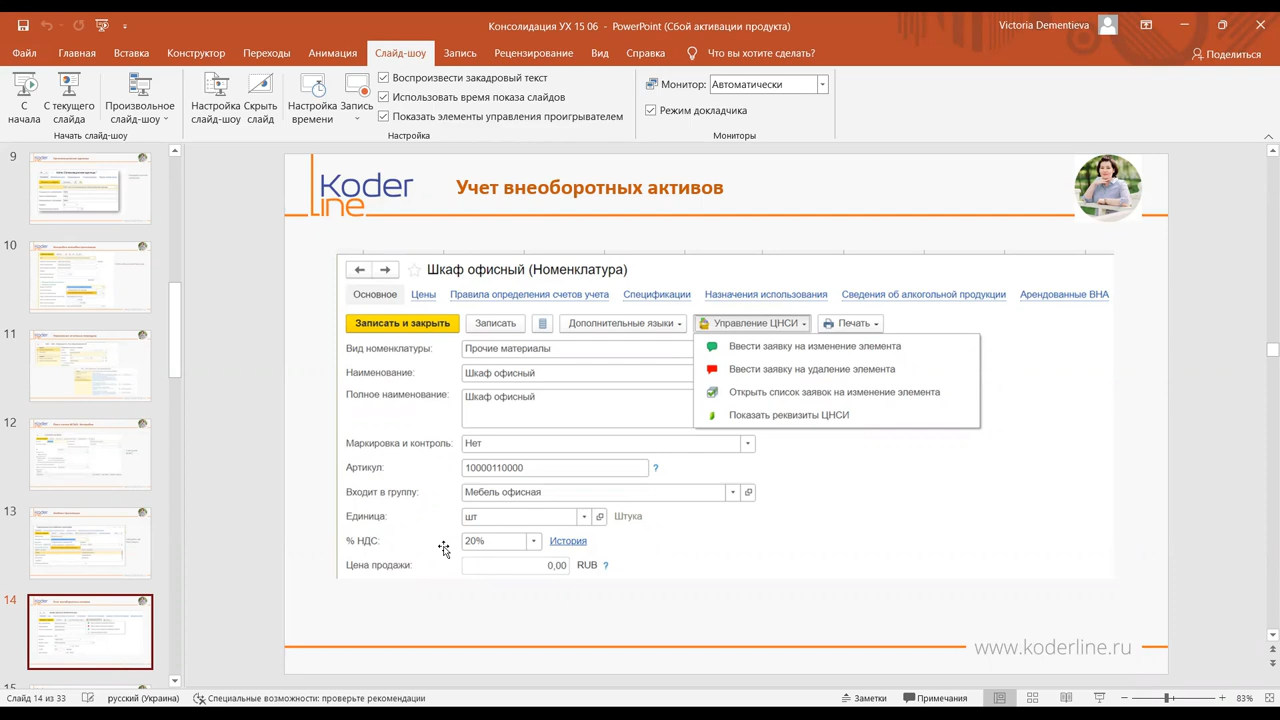 Консолидация УХ 15 06 - PowerPoint (Сбой активации продукта)
Victoria Dementieva
Файл Главная Вставка Конструктор Переходы Анимация Слайд-шоу Запись Рецензирование Вид Справка Что вы хотите сделать? Поделиться
С начала
С текущего слайда
Произвольное слайд-шоу
Начать слайд-шоу
Настройка слайд-шоу
Скрыть слайд
Настройка времени
Запись
Воспроизвести закадровый текст
Использовать время показа слайдов
Показать элементы управления проигрывателем
Настройка
Монитор: Автоматически
Режим докладчика
Мониторы
9
10
11
12
13
14
Koder line
Учет внеоборотных активов
Шкаф офисный (Номенклатура)
Основное Цены Правила определения счетов учета Спецификации Назначения использования Сведения об алкогольной продукции Арендованные ВНА
Записать и закрыть Записать Дополнительные языки Управление ЦНСИ Печать
Ввести заявку на изменение элемента
Ввести заявку на удаление элемента
Открыть список заявок на изменение элемента
Показать реквизиты ЦНСИ
Вид номенклатуры: Прочие материалы
Наименование: Шкаф офисный
Полное наименование: Шкаф офисный
Маркировка и контроль: Нет
Артикул: 10000110000 ?
Входит в группу: Мебель офисная
Единица: шт Штука
% НДС: 20% История
Цена продажи: 0,00 RUB ?
www.koderline.ru
Слайд 14 из 33 русский (Украина) Специальные возможности: проверьте рекомендации Заметки Примечания 83%